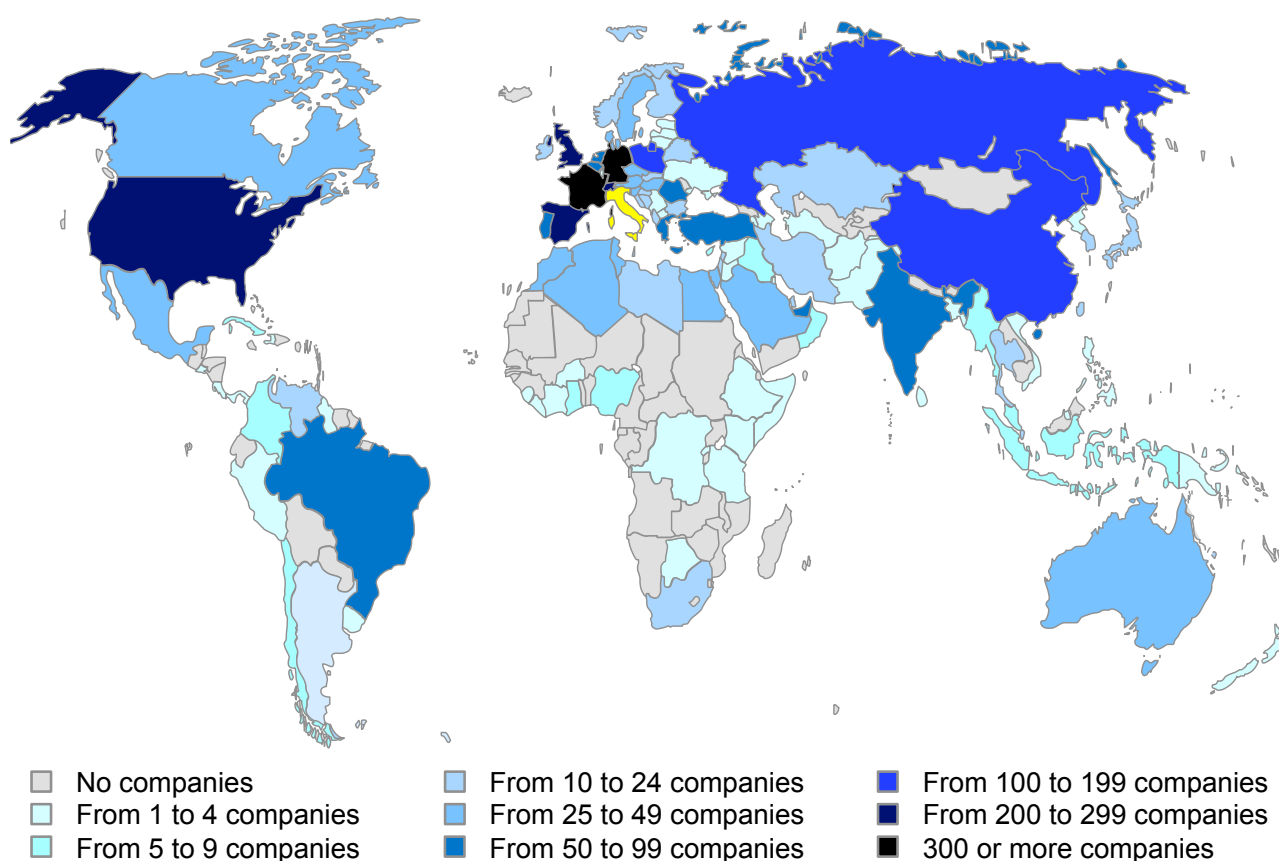 No companies
From 1 to 4 companies
From 5 to 9 companies
From 10 to 24 companies
From 25 to 49 companies
From 50 to 99 companies
From 100 to 199 companies
From 200 to 299 companies
300 or more companies